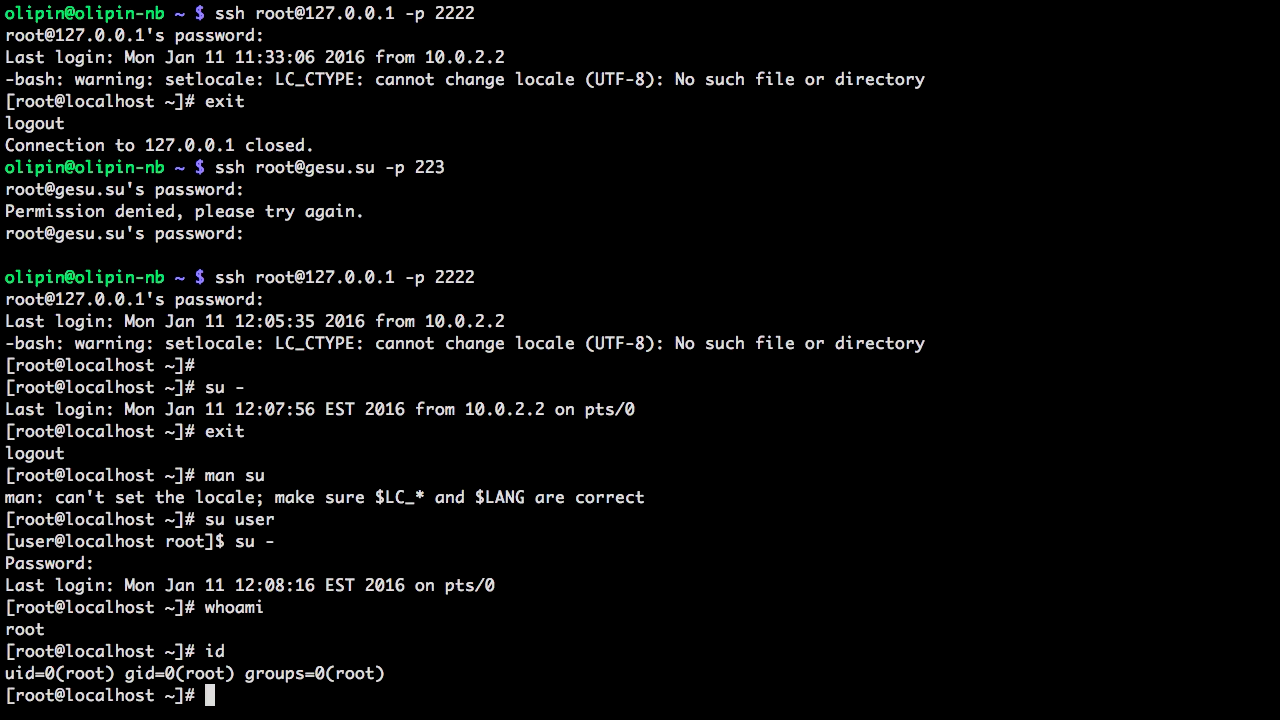 olipin@olipin-nb ~ $ ssh root@127.0.0.1 -p 2222
root@127.0.0.1's password:
Last login: Mon Jan 11 11:33:06 2016 from 10.0.2.2
-bash: warning: setlocale: LC_CTYPE: cannot change locale (UTF-8): No such file or directory
[root@localhost ~]# exit
logout
Connection to 127.0.0.1 closed.
olipin@olipin-nb ~ $ ssh root@gesu.su -p 223
root@gesu.su's password:
Permission denied, please try again.
root@gesu.su's password:
olipin@olipin-nb ~ $ ssh root@127.0.0.1 -p 2222
root@127.0.0.1's password:
Last login: Mon Jan 11 12:05:35 2016 from 10.0.2.2
-bash: warning: setlocale: LC_CTYPE: cannot change locale (UTF-8): No such file or directory
[root@localhost ~]#
[root@localhost ~]# su -
Last login: Mon Jan 11 12:07:56 EST 2016 from 10.0.2.2 on pts/0
[root@localhost ~]# exit
logout
[root@localhost ~]# man su
man: can't set the locale; make sure $LC_* and $LANG are correct
[root@localhost ~]# su user
[user@localhost root]$ su -
Password:
Last login: Mon Jan 11 12:08:16 EST 2016 on pts/0
[root@localhost ~]# whoami
root
[root@localhost ~]# id
uid=0(root) gid=0(root) groups=0(root)
[root@localhost ~]#